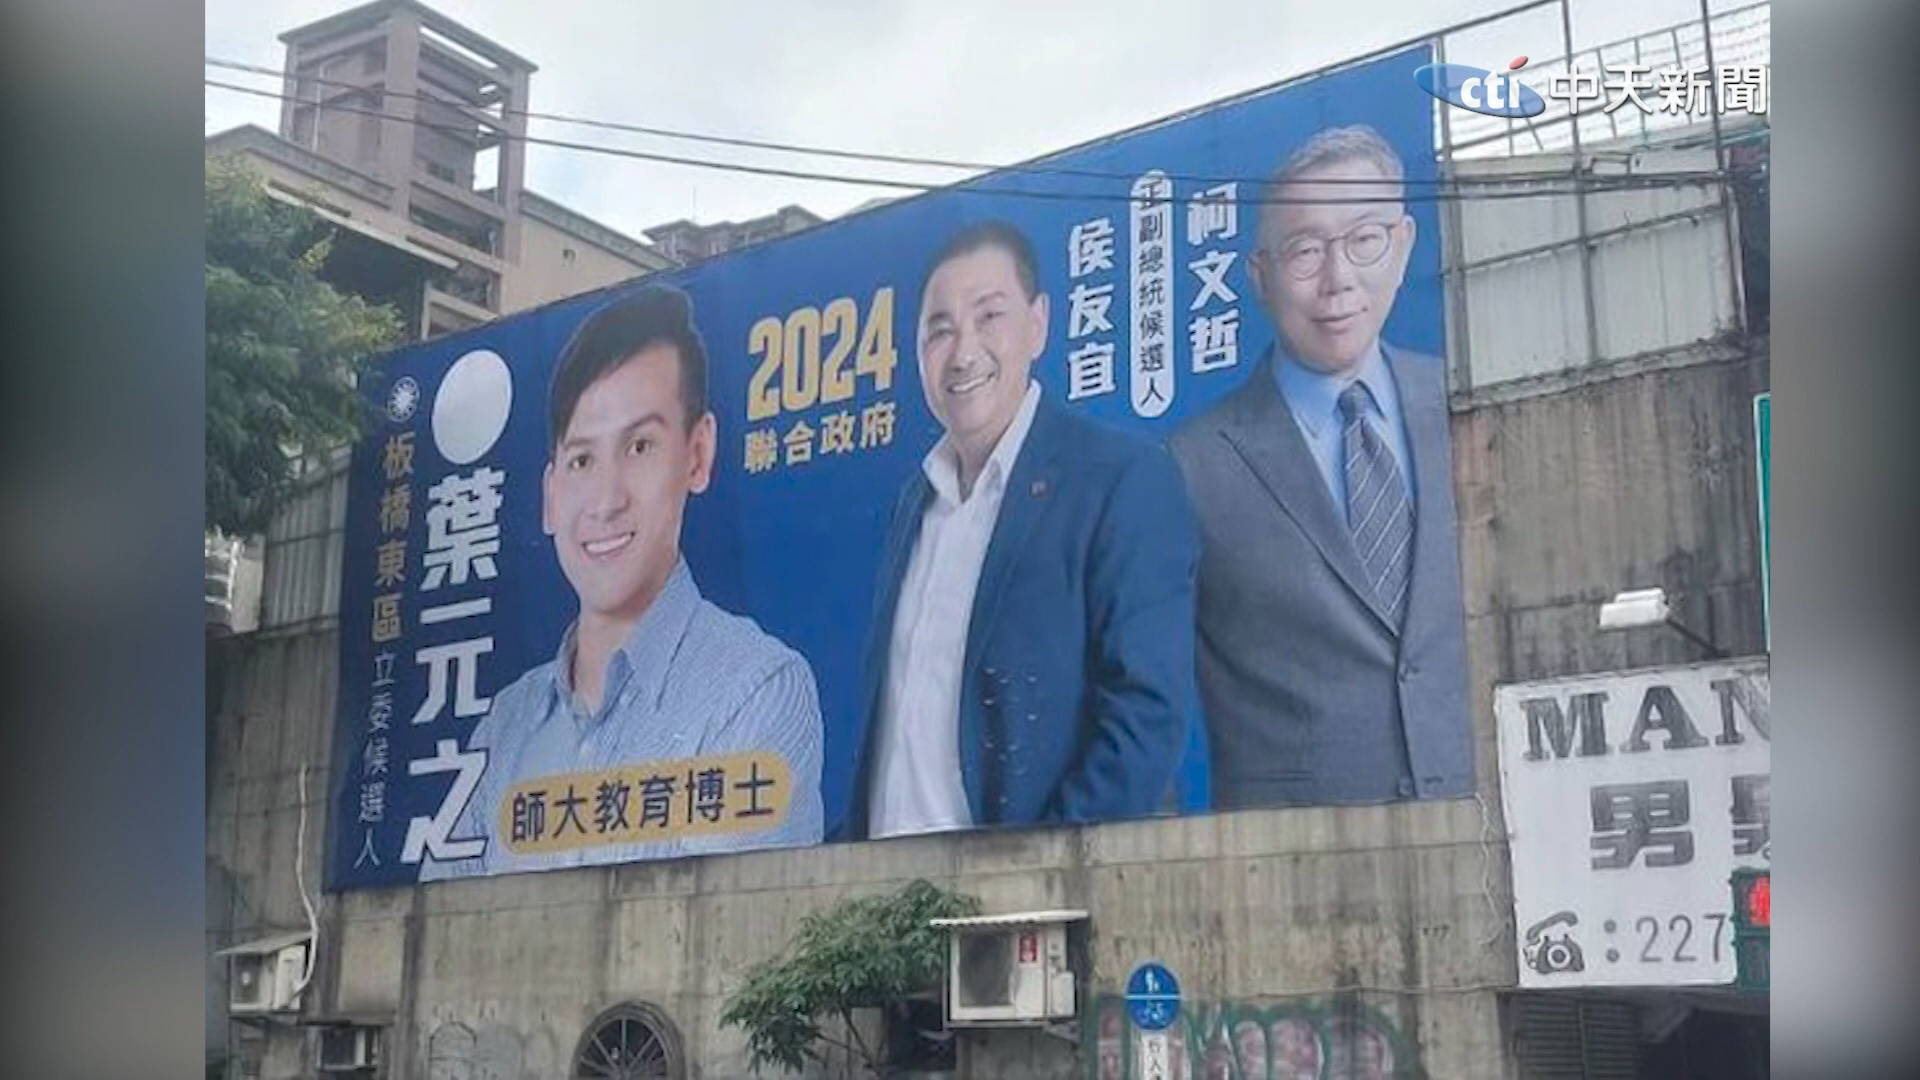 cti 中天新聞
板橋東區立委候選人
葉元之
師大教育博士
2024
聯合政府
侯友宜
正副總統候選人
柯文哲
MAN
男
:227